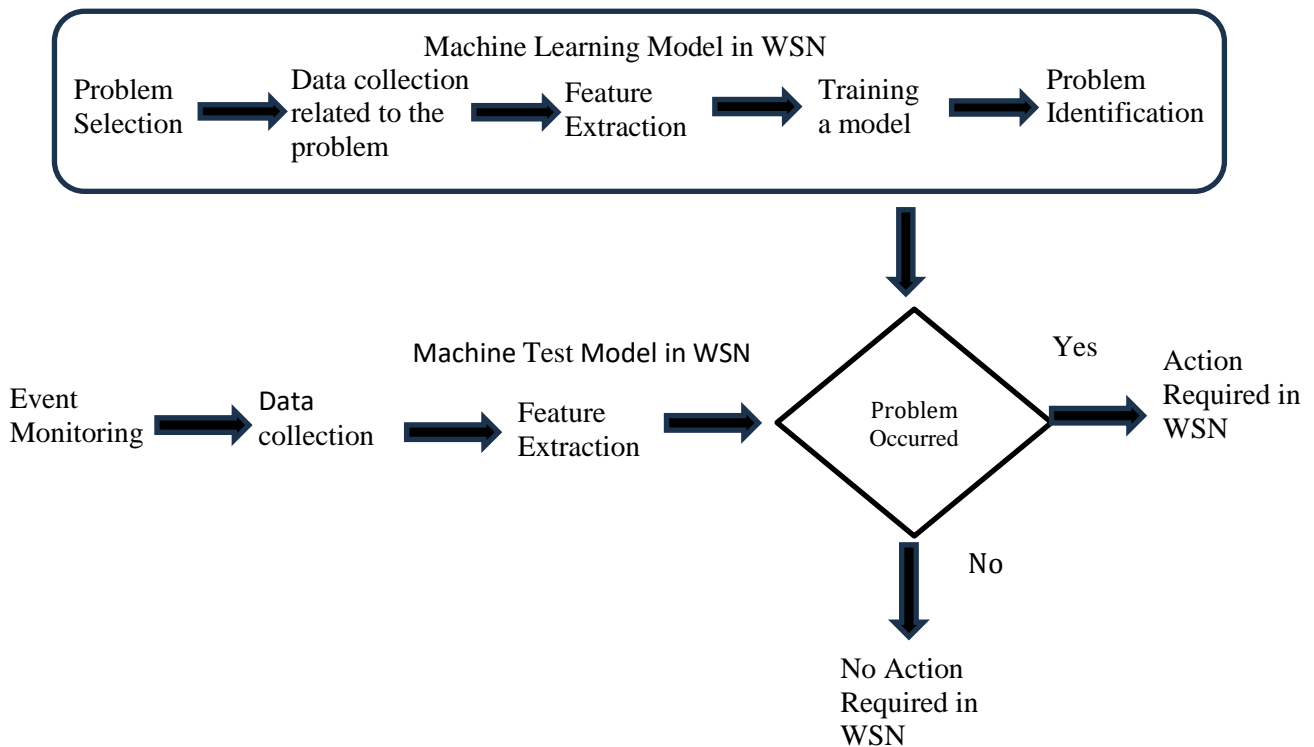 Machine Learning Model in WSN
Problem
Selection
Data collection
related to the
problem
Feature
Extraction
Training
a model
Problem
Identification
Machine Test Model in WSN
Event
Monitoring
Data
collection
Feature
Extraction
Problem
Occurred
Yes
Action
Required in
WSN
No
No Action
Required in
WSN